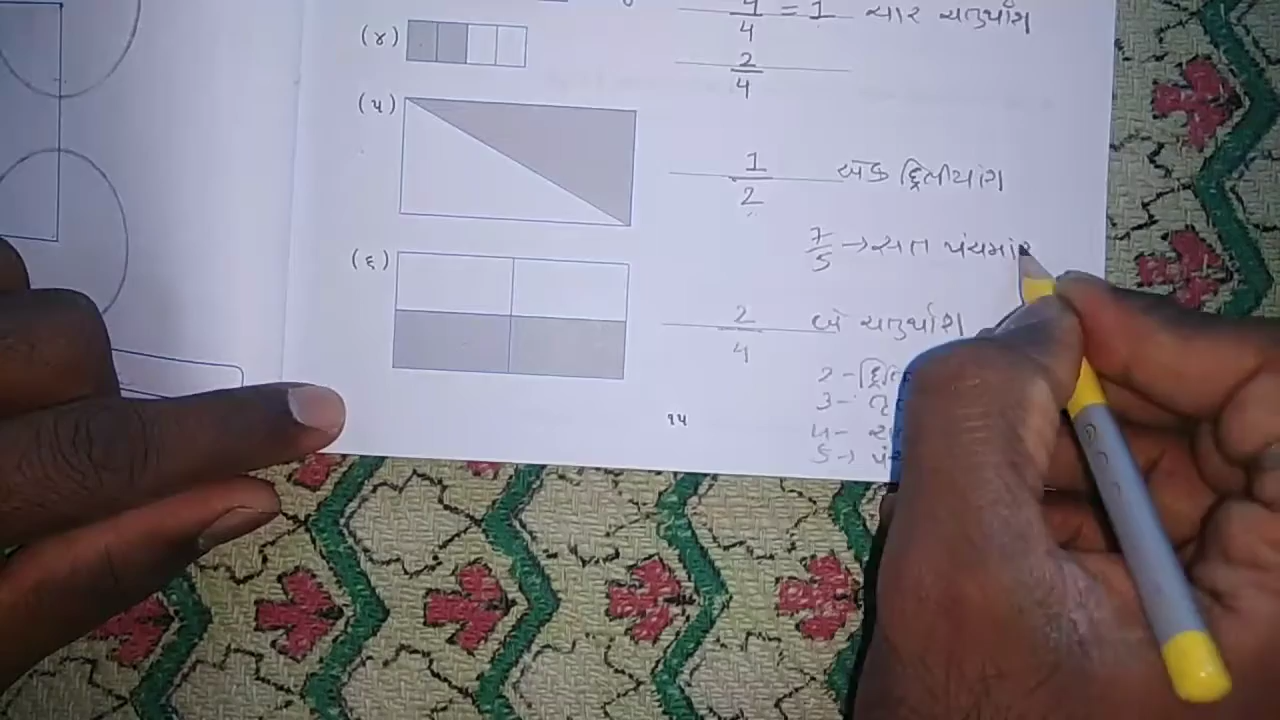 4/4 = 1 ચાર ચતુર્થાંશ
(૪) 2/4
(૫) 1/2 એક દ્વિતીયાંશ
7/5 → સત પંચમાંશ
(૬) 2/4 બે ચતુર્થાંશ
2 -
3 -
4 -
5 →
૧૫